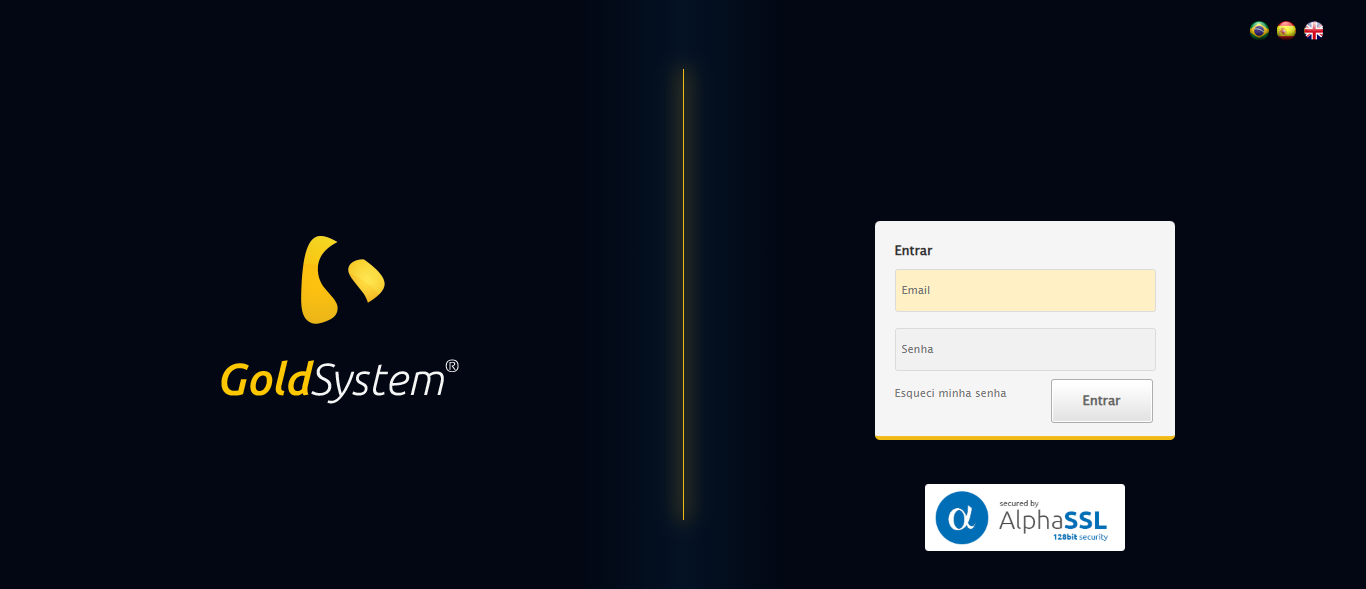 GoldSystem®
Entrar
Email
Senha
Esqueci minha senha
Entrar
α
secured by
AlphaSSL
128bit security